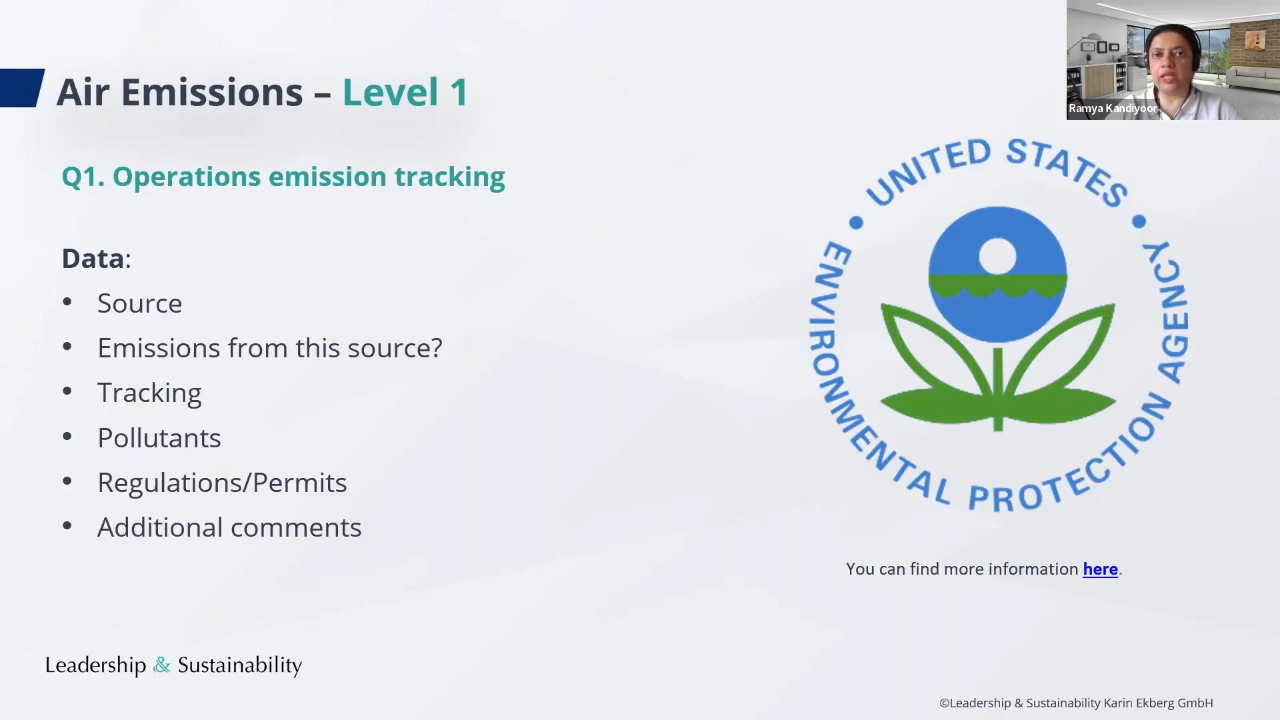 Air Emissions – Level 1
Ramya Kandiyoor
Q1. Operations emission tracking
Data:
• Source
• Emissions from this source?
• Tracking
• Pollutants
• Regulations/Permits
• Additional comments
• UNITED STATES •
ENVIRONMENTAL PROTECTION AGENCY
You can find more information here.
Leadership & Sustainability
©Leadership & Sustainability Karin Ekberg GmbH